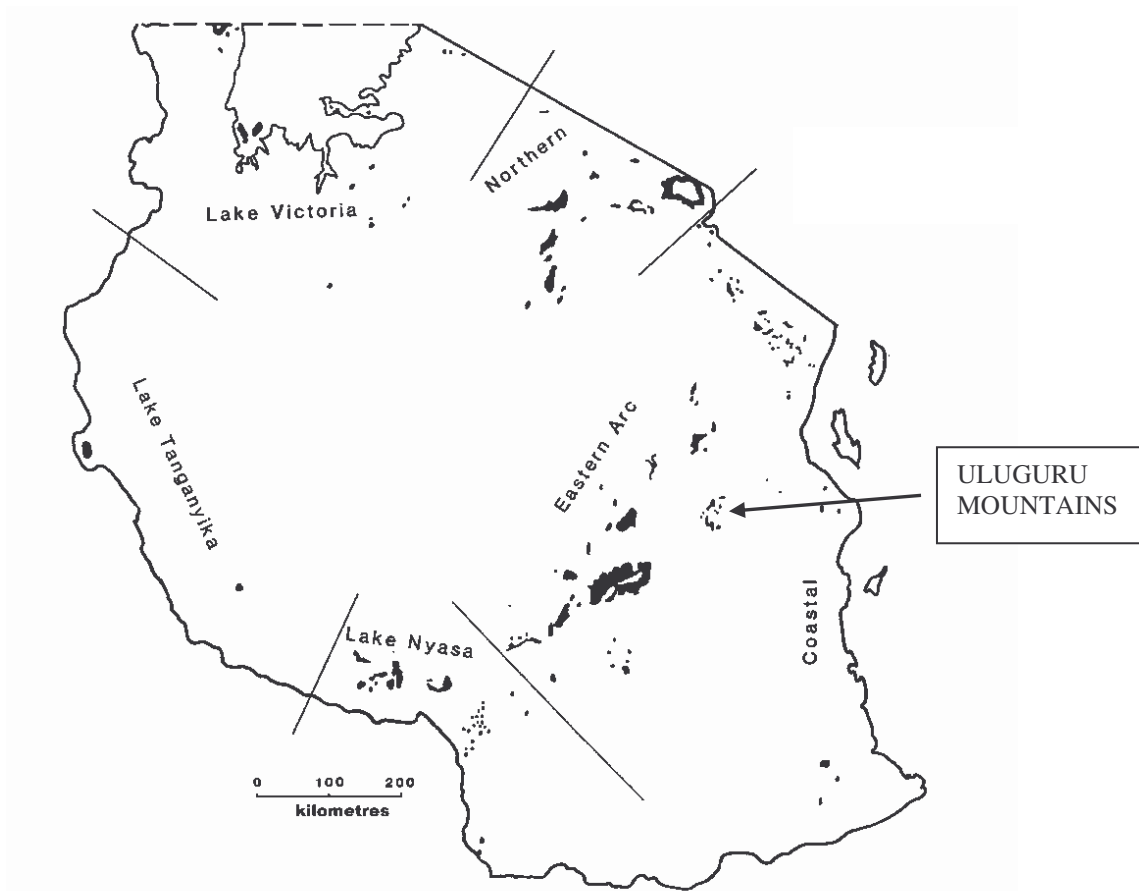 Northern
Lake Victoria
Lake Tanganyika
Eastern Arc
ULUGURU
MOUNTAINS
Coastal
Lake Nyasa
0 100 200
kilometres